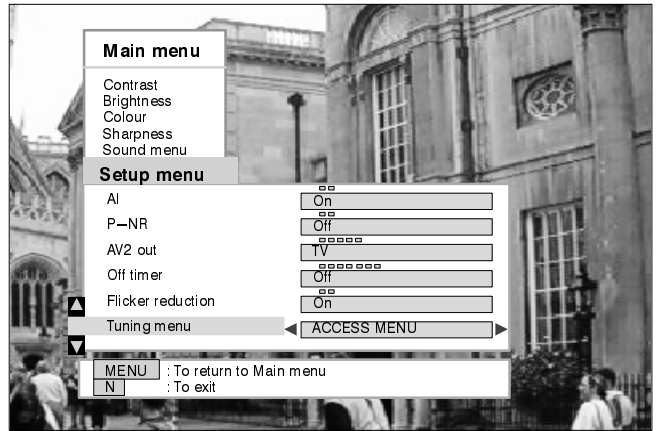 Main menu
Contrast
Brightness
Colour
Sharpness
Sound menu
Setup menu
AI On
P–NR Off
AV2 out TV
Off timer Off
Flicker reduction On
Tuning menu ACCESS MENU
MENU : To return to Main menu
N : To exit